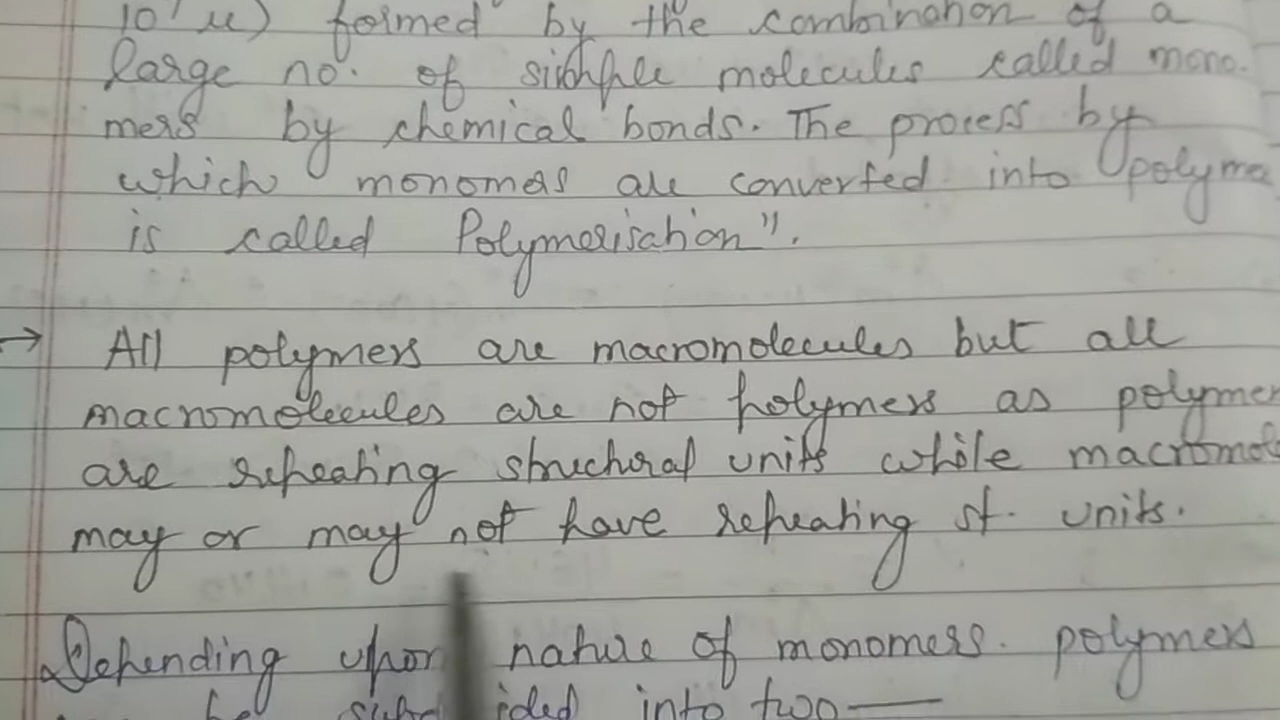 10⁷ u) formed by the combination of a
large no. of simple molecules called mono-
mers by chemical bonds. The process by
which monomers are converted into polyme
is called Polymerisation".
→ All polymers are macromolecules but all
macromolecules are not polymers as polymer
are repeating structural units while macromole
may or may not have repeating st. units.
Depending upon nature of monomers. polymers
be into two —